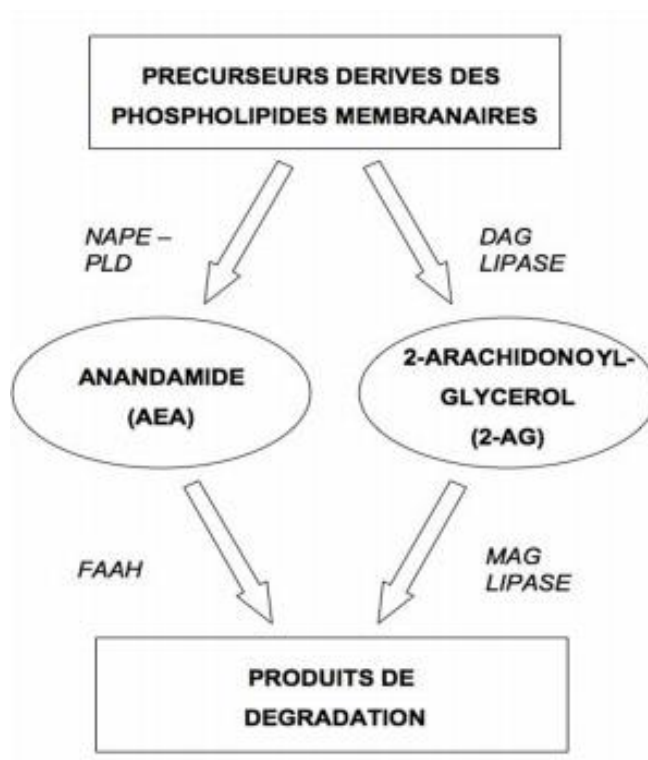 PRECURSEURS DERIVES DES
PHOSPHOLIPIDES MEMBRANAIRES
NAPE –
PLD
DAG
LIPASE
ANANDAMIDE
(AEA)
2-ARACHIDONOYL-
GLYCEROL
(2-AG)
FAAH
MAG
LIPASE
PRODUITS DE
DEGRADATION